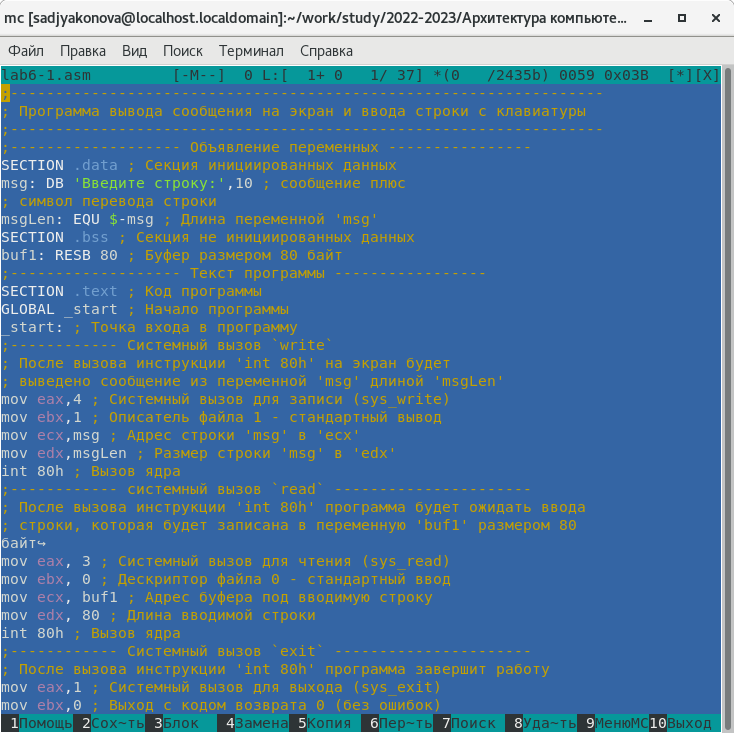 mc [sadjyakonova@localhost.localdomain]:~/work/study/2022-2023/Архитектура компьюте...
Файл Правка Вид Поиск Терминал Справка
lab6-1.asm [-M--] 0 L:[ 1+ 0 1/ 37] *(0 /2435b) 0059 0x03B [*][X]
;------------------------------------------------------------------
; Программа вывода сообщения на экран и ввода строки с клавиатуры
;------------------------------------------------------------------
;------------------- Объявление переменных ----------------
SECTION .data ; Секция инициированных данных
msg: DB 'Введите строку:',10 ; сообщение плюс
; символ перевода строки
msgLen: EQU $-msg ; Длина переменной 'msg'
SECTION .bss ; Секция не инициированных данных
buf1: RESB 80 ; Буфер размером 80 байт
;------------------- Текст программы -----------------
SECTION .text ; Код программы
GLOBAL _start ; Начало программы
_start: ; Точка входа в программу
;------------ Системный вызов `write`
; После вызова инструкции 'int 80h' на экран будет
; выведено сообщение из переменной 'msg' длиной 'msgLen'
mov eax,4 ; Системный вызов для записи (sys_write)
mov ebx,1 ; Описатель файла 1 - стандартный вывод
mov ecx,msg ; Адрес строки 'msg' в 'ecx'
mov edx,msgLen ; Размер строки 'msg' в 'edx'
int 80h ; Вызов ядра
;------------ системный вызов `read` ----------------------
; После вызова инструкции 'int 80h' программа будет ожидать ввода
; строки, которая будет записана в переменную 'buf1' размером 80
байт↪
mov eax, 3 ; Системный вызов для чтения (sys_read)
mov ebx, 0 ; Дескриптор файла 0 - стандартный ввод
mov ecx, buf1 ; Адрес буфера под вводимую строку
mov edx, 80 ; Длина вводимой строки
int 80h ; Вызов ядра
;------------ Системный вызов `exit` ----------------------
; После вызова инструкции 'int 80h' программа завершит работу
mov eax,1 ; Системный вызов для выхода (sys_exit)
mov ebx,0 ; Выход с кодом возврата 0 (без ошибок)
1Помощь 2Сох~ть 3Блок 4Замена 5Копия 6Пер~ть 7Поиск 8Уда~ть 9МенюMC 10Выход